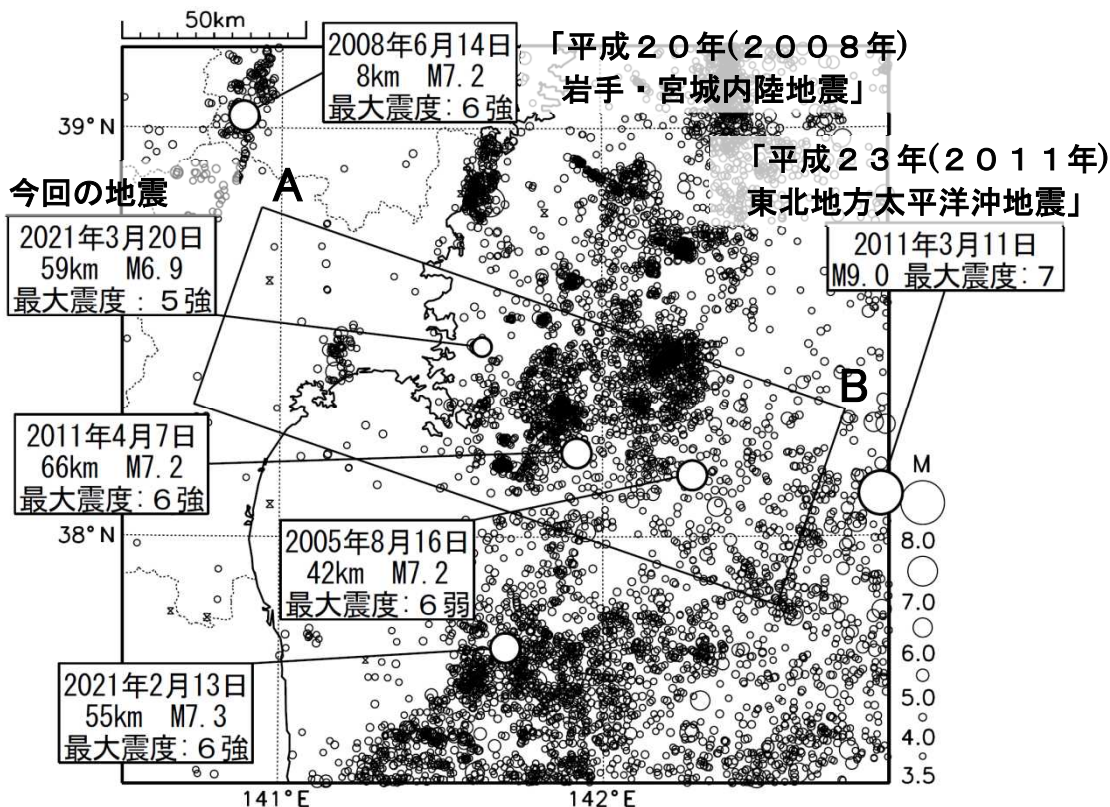 50km
2008年6月14日
8km M7.2
最大震度:6強
「平成20年(2008年)
岩手・宮城内陸地震」
39°N
「平成23年(2011年)
東北地方太平洋沖地震」
今回の地震
A
2021年3月20日
59km M6.9
最大震度:5強
2011年3月11日
M9.0 最大震度:7
B
2011年4月7日
66km M7.2
最大震度:6強
M
38°N
2005年8月16日
42km M7.2
最大震度:6弱
8.0
7.0
6.0
5.0
4.0
3.5
2021年2月13日
55km M7.3
最大震度:6強
141°E
142°E